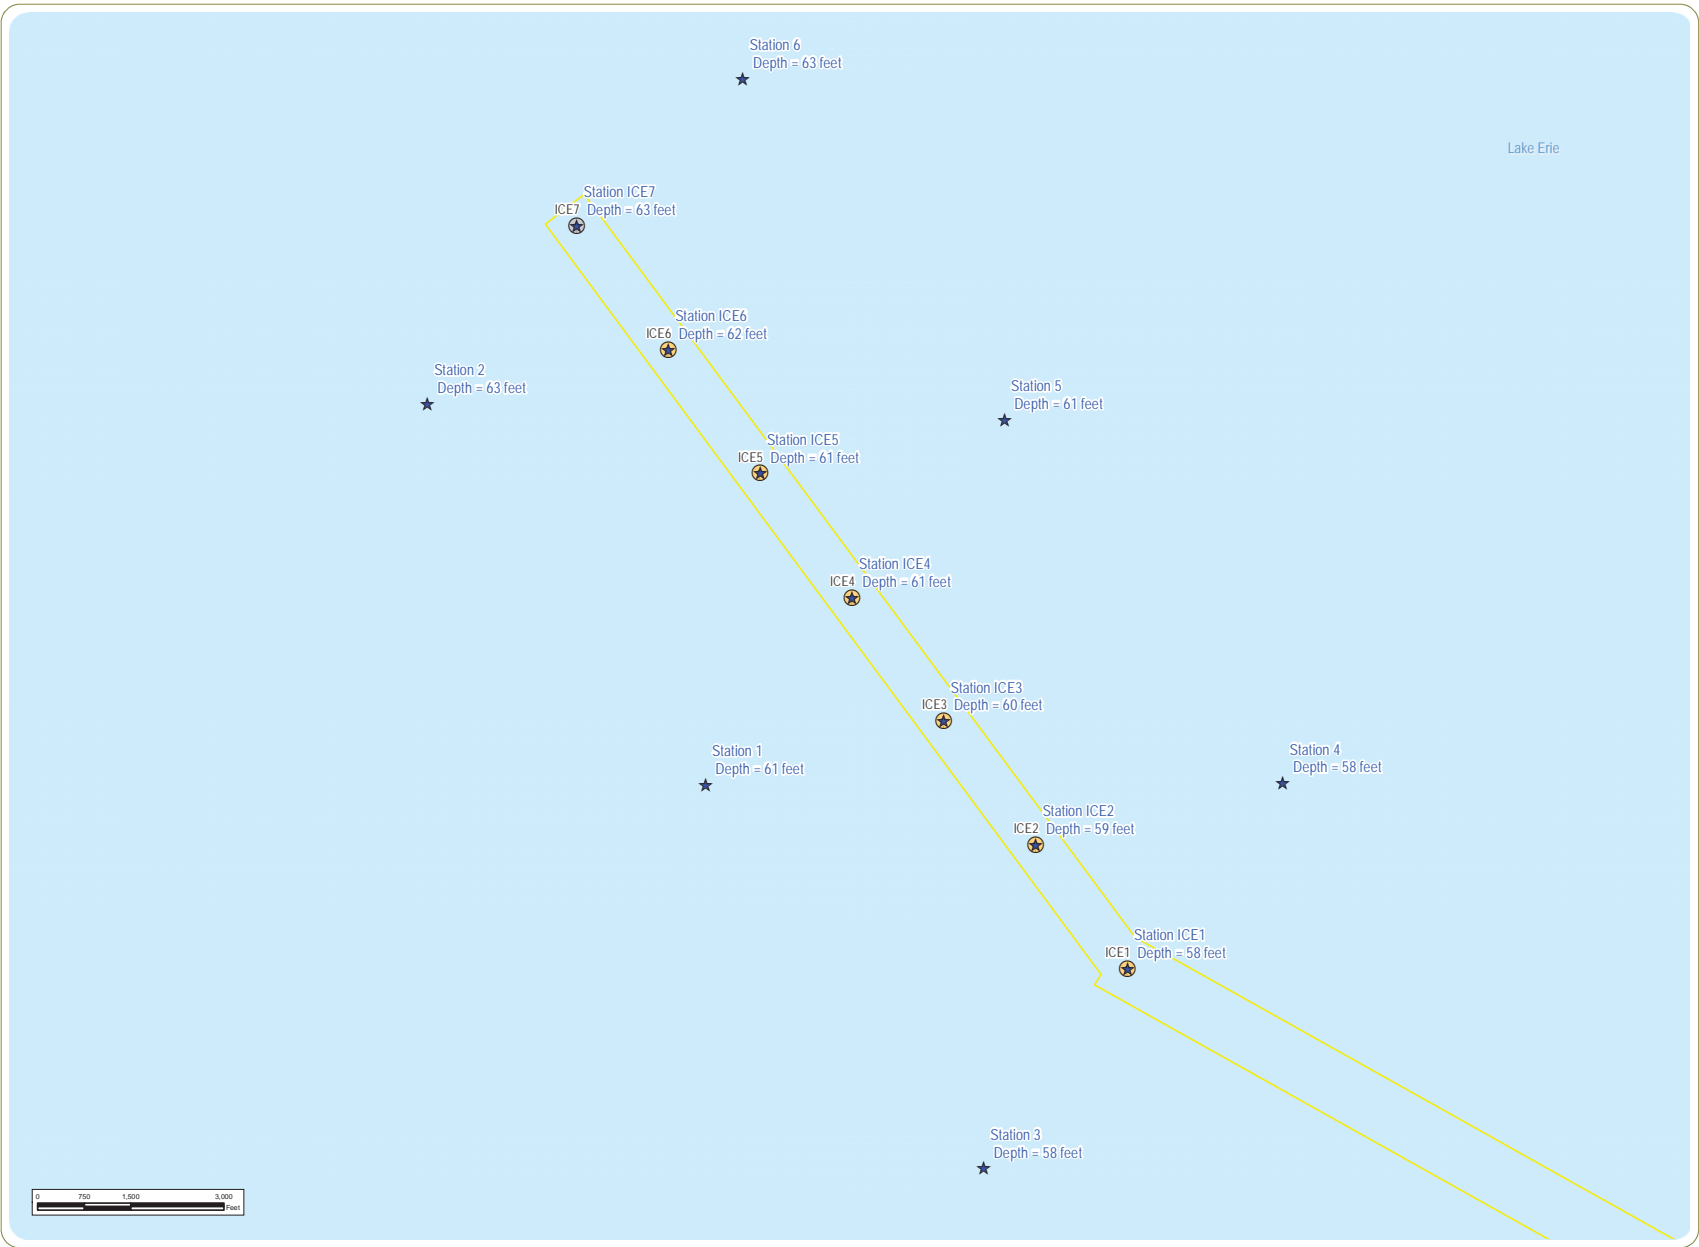 Station 6
Depth = 63 feet
Lake Erie
Station ICE7
ICE7 Depth = 63 feet
Station ICE6
ICE6 Depth = 62 feet
Station 2
Depth = 63 feet
Station 5
Depth = 61 feet
Station ICE5
ICE5 Depth = 61 feet
Station ICE4
ICE4 Depth = 61 feet
Station ICE3
ICE3 Depth = 60 feet
Station 1
Depth = 61 feet
Station 4
Depth = 58 feet
Station ICE2
ICE2 Depth = 59 feet
Station ICE1
ICE1 Depth = 58 feet
Station 3
Depth = 58 feet
0 750 1,500 3,000
Feet